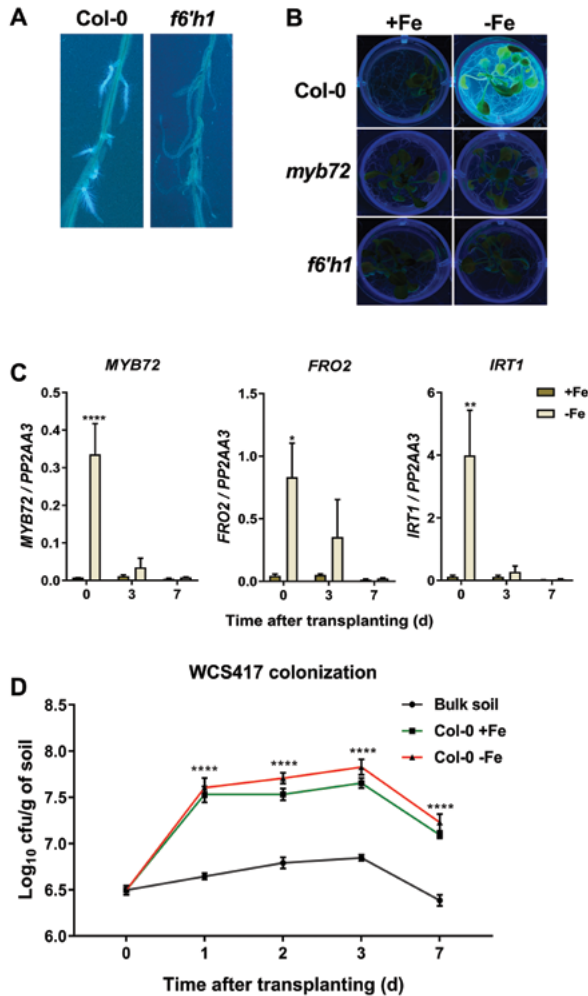 A
Col-0 f6'h1
B
+Fe -Fe
Col-0
myb72
f6'h1
C
MYB72 FRO2 IRT1
+Fe
-Fe
MYB72 / PP2AA3
0.5
0.4
0.3
0.2
0.1
0.0
****
0 3 7
FRO2 / PP2AA3
1.5
1.0
0.5
0.0
*
0 3 7
IRT1 / PP2AA3
6
4
2
0
**
0 3 7
Time after transplanting (d)
D
WCS417 colonization
Bulk soil
Col-0 +Fe
Col-0 -Fe
Log10 cfu/g of soil
8.5
8.0
7.5
7.0
6.5
6.0
**** **** **** ****
0 1 2 3 7
Time after transplanting (d)